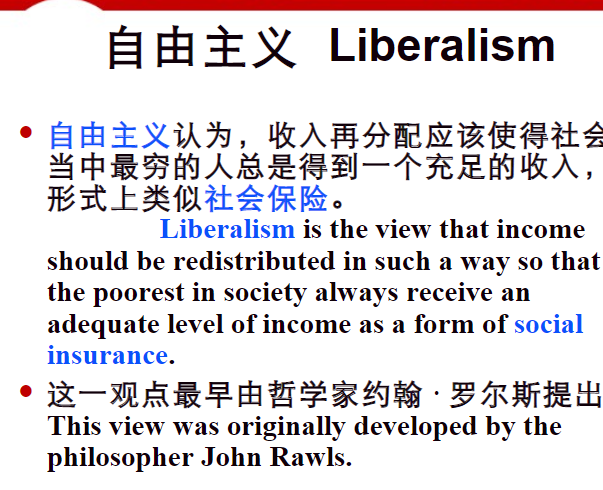 自由主义 Liberalism
自由主义认为，收入再分配应该使得社会
当中最穷的人总是得到一个充足的收入，
形式上类似社会保险。
Liberalism is the view that income
should be redistributed in such a way so that
the poorest in society always receive an
adequate level of income as a form of social
insurance.
这一观点最早由哲学家约翰·罗尔斯提出
This view was originally developed by the
philosopher John Rawls.